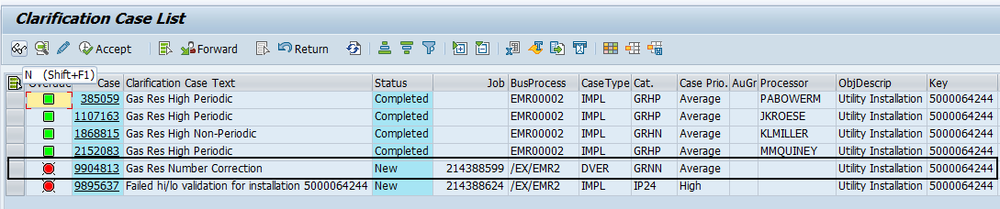 Clarification Case List
Accept Forward Return
N (Shift+F1)
Case Clarification Case Text Status Job BusProcess CaseType Cat. Case Prio. AuGr Processor ObjDescrip Key
385059 Gas Res High Periodic Completed EMR00002 IMPL GRHP Average PABOWERM Utility Installation 5000064244
1107163 Gas Res High Periodic Completed EMR00002 IMPL GRHP Average JKROESE Utility Installation 5000064244
1868815 Gas Res High Non-Periodic Completed EMR00002 IMPL GRHN Average KLMILLER Utility Installation 5000064244
2152083 Gas Res High Periodic Completed EMR00002 IMPL GRHP Average MMQUINEY Utility Installation 5000064244
9904813 Gas Res Number Correction New 214388599 /EX/EMR2 DVER GRNN Average Utility Installation 5000064244
9895637 Failed hi/lo validation for installation 5000064244 New 214388624 /EX/EMR2 IMPL IP24 High Utility Installation 5000064244